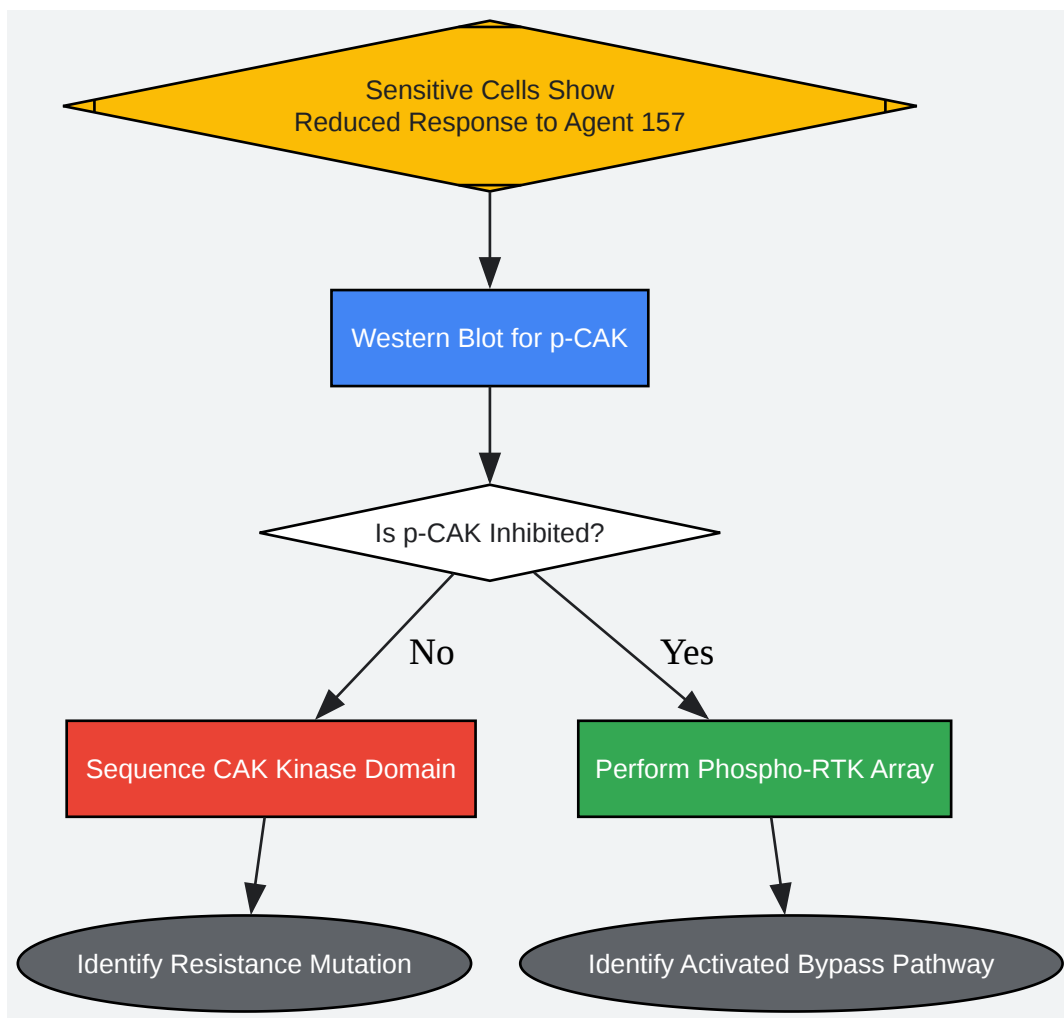 Sensitive Cells Show
Reduced Response to Agent 157
Western Blot for p-CAK
Is p-CAK Inhibited?
No
Yes
Sequence CAK Kinase Domain
Perform Phospho-RTK Array
Identify Resistance Mutation
Identify Activated Bypass Pathway